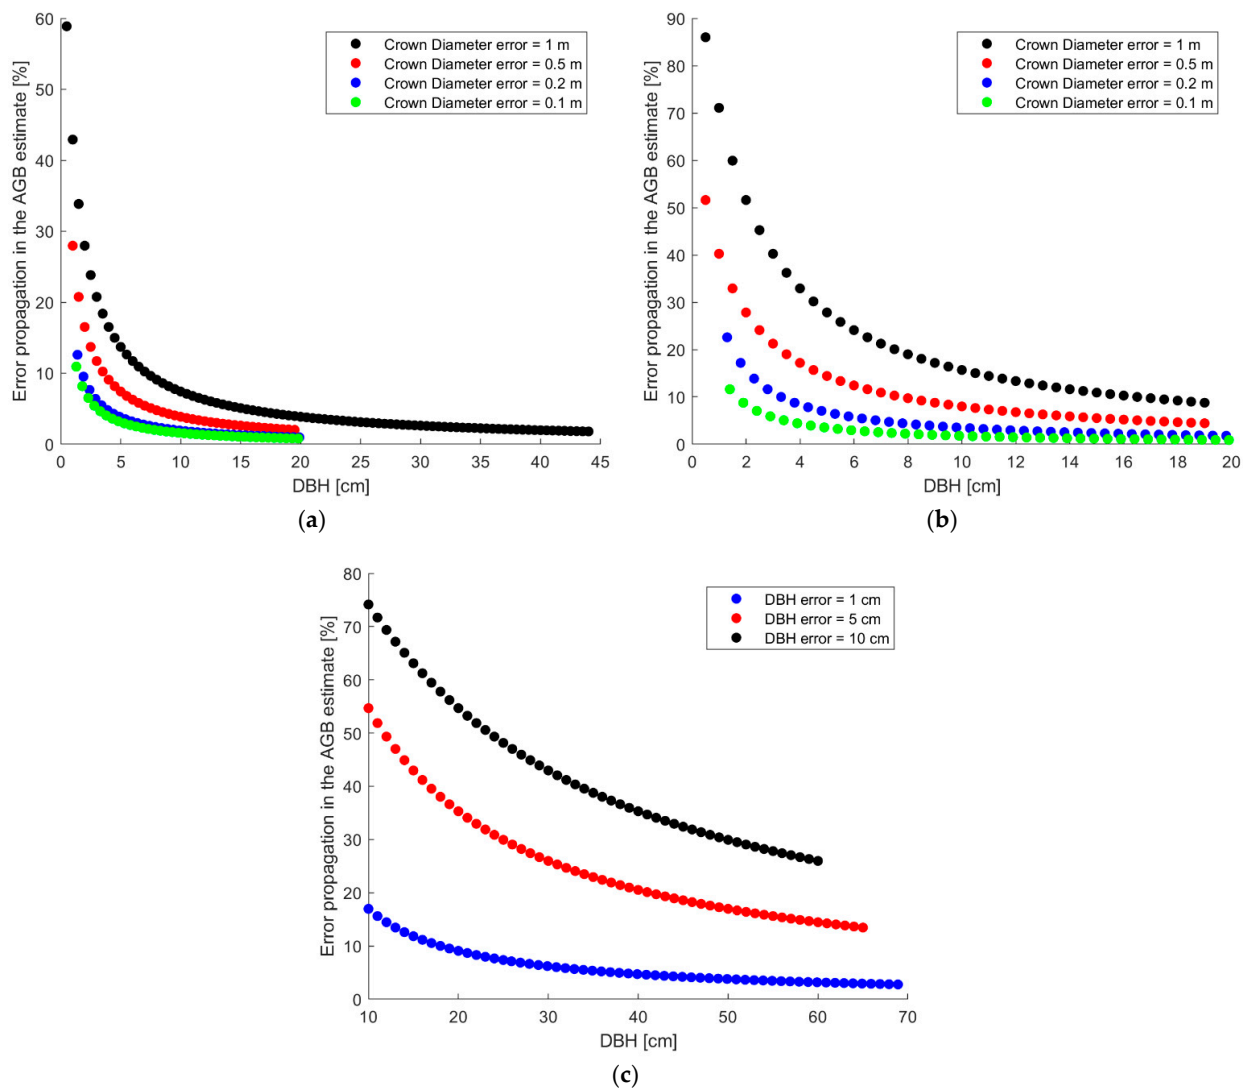 60
50
40
30
20
10
0
Error propagation in the AGB estimate [%]
Crown Diameter error = 1 m
Crown Diameter error = 0.5 m
Crown Diameter error = 0.2 m
Crown Diameter error = 0.1 m
0 5 10 15 20 25 30 35 40 45
DBH [cm]
(a)
90
80
70
60
50
40
30
20
10
0
Error propagation in the AGB estimate [%]
Crown Diameter error = 1 m
Crown Diameter error = 0.5 m
Crown Diameter error = 0.2 m
Crown Diameter error = 0.1 m
0 2 4 6 8 10 12 14 16 18 20
DBH [cm]
(b)
80
70
60
50
40
30
20
10
0
Error propagation in the AGB estimate [%]
DBH error = 1 cm
DBH error = 5 cm
DBH error = 10 cm
10 20 30 40 50 60 70
DBH [cm]
(c)